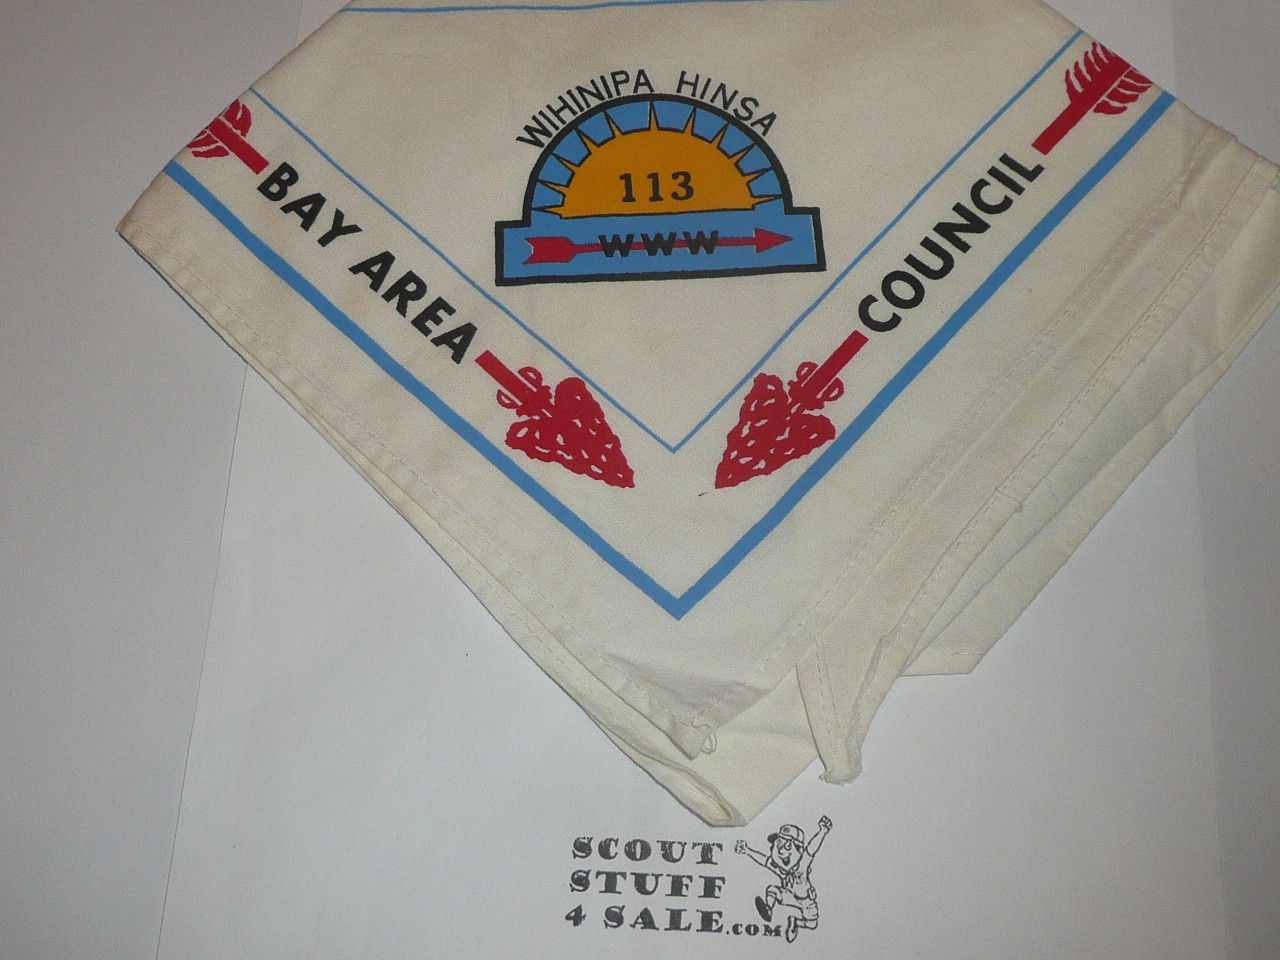 WIHINIPA HINSA
113
WWW
BAY AREA
COUNCIL
SCOUT
STUFF
4 SALE.COM